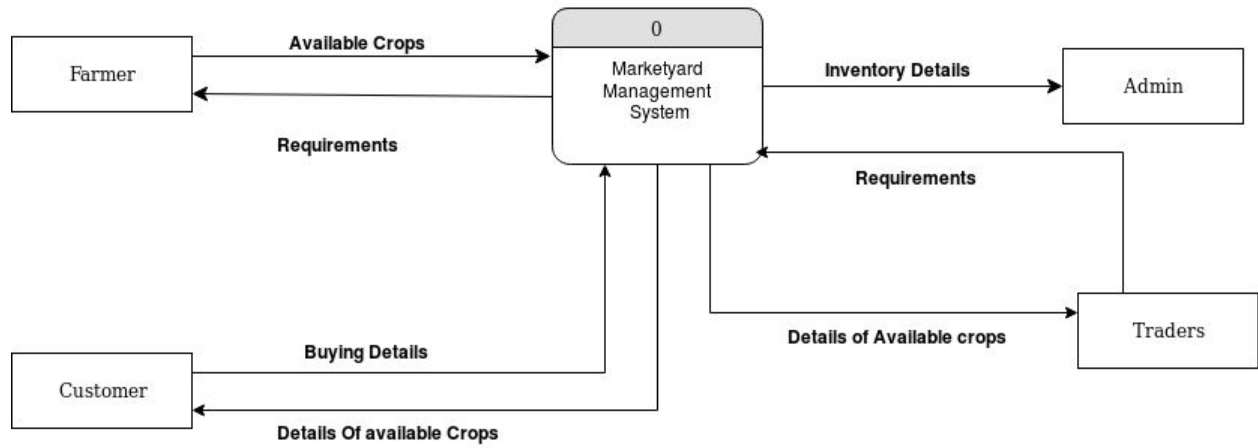 0
Available Crops
Farmer
Marketyard
Management
System
Inventory Details
Admin
Requirements
Requirements
Buying Details
Details of Available crops
Traders
Customer
Details Of available Crops